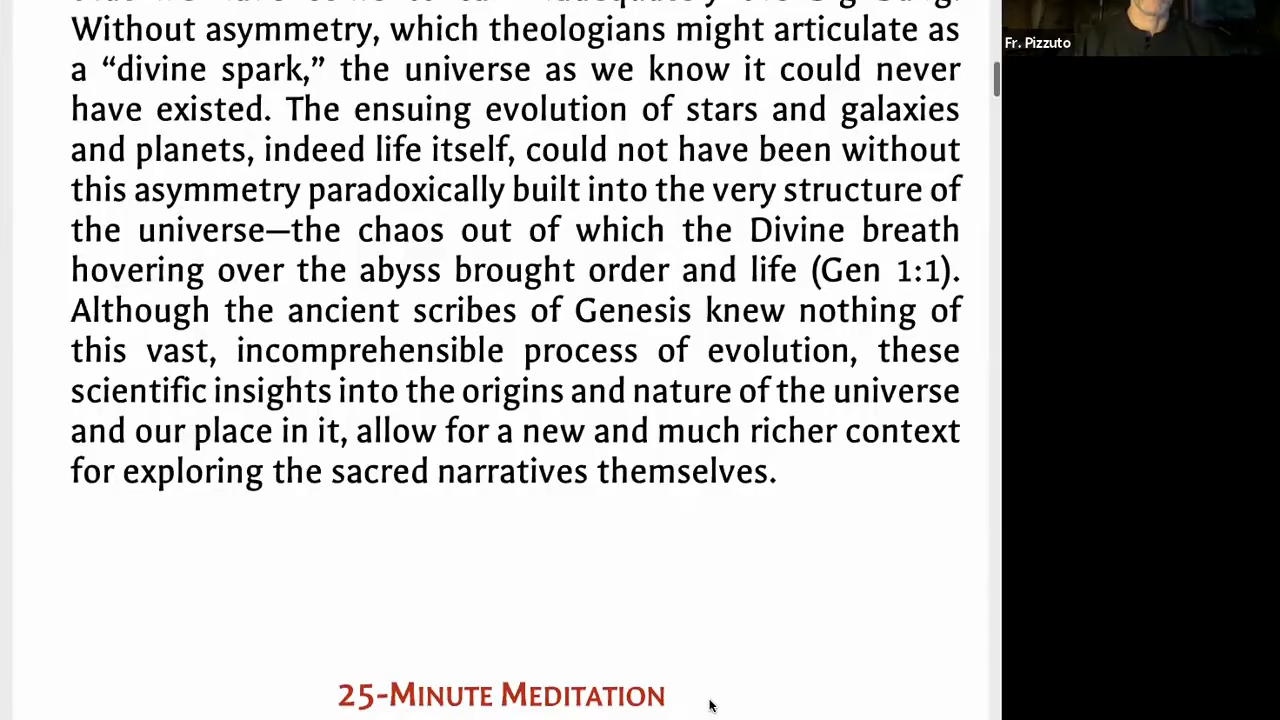 Without asymmetry, which theologians might articulate as
a “divine spark,” the universe as we know it could never
have existed. The ensuing evolution of stars and galaxies
and planets, indeed life itself, could not have been without
this asymmetry paradoxically built into the very structure of
the universe—the chaos out of which the Divine breath
hovering over the abyss brought order and life (Gen 1:1).
Although the ancient scribes of Genesis knew nothing of
this vast, incomprehensible process of evolution, these
scientific insights into the origins and nature of the universe
and our place in it, allow for a new and much richer context
for exploring the sacred narratives themselves.
25-Minute Meditation
Fr. Pizzuto